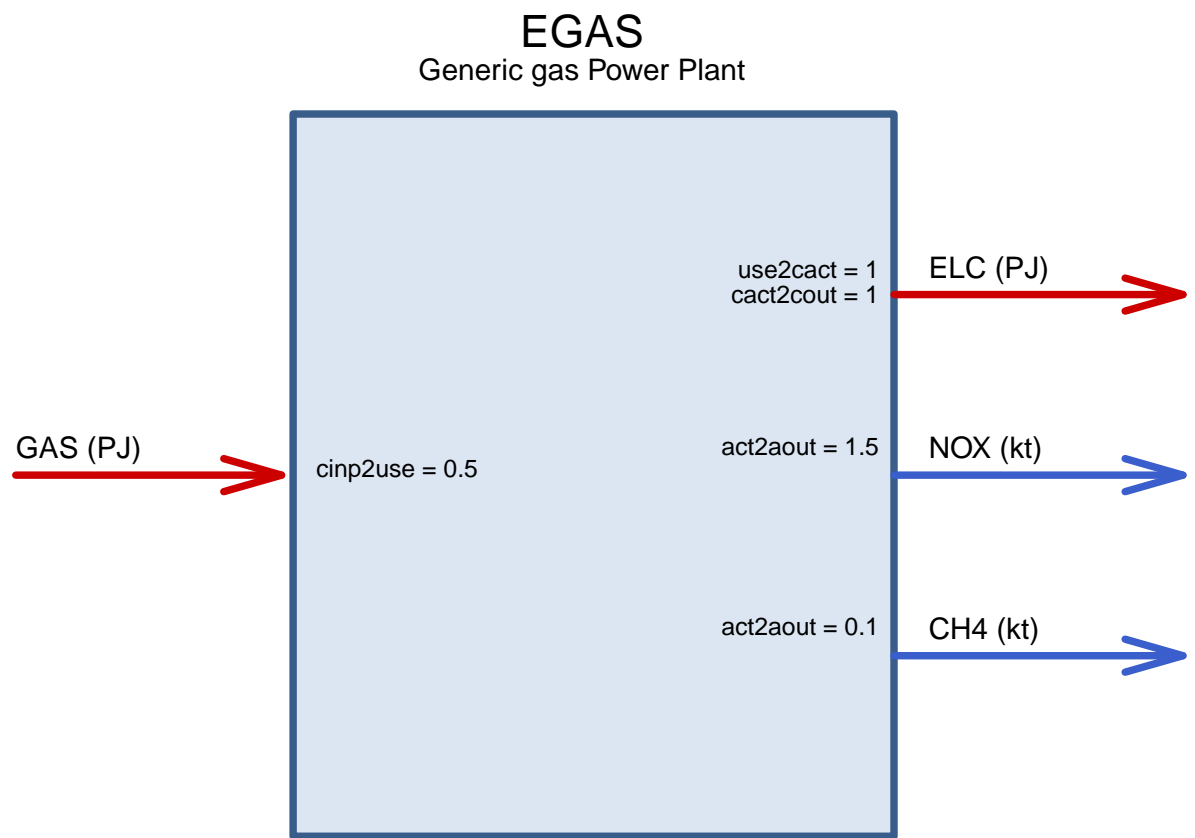 EGAS
Generic gas Power Plant
use2cact = 1
cact2cout = 1
ELC (PJ)
GAS (PJ)
cinp2use = 0.5
act2aout = 1.5
NOX (kt)
act2aout = 0.1
CH4 (kt)